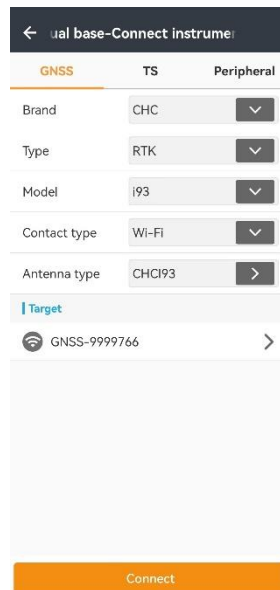 ual base-Connect instrume
GNSS TS Peripheral
Brand CHC
Type RTK
Model i93
Contact type Wi-Fi
Antenna type CHCI93
Target
GNSS-9999766
Connect